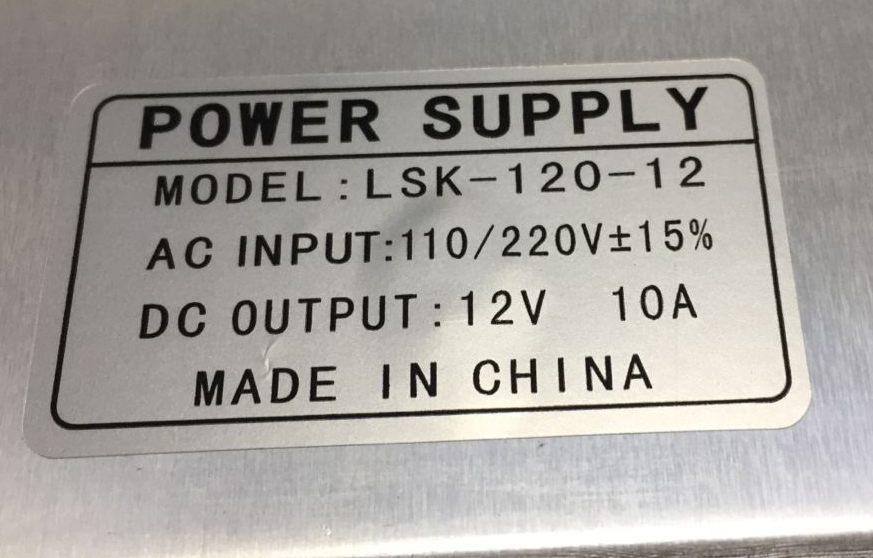 POWER SUPPLY
MODEL:LSK-120-12
AC INPUT:110/220V±15%
DC OUTPUT:12V 10A
MADE IN CHINA